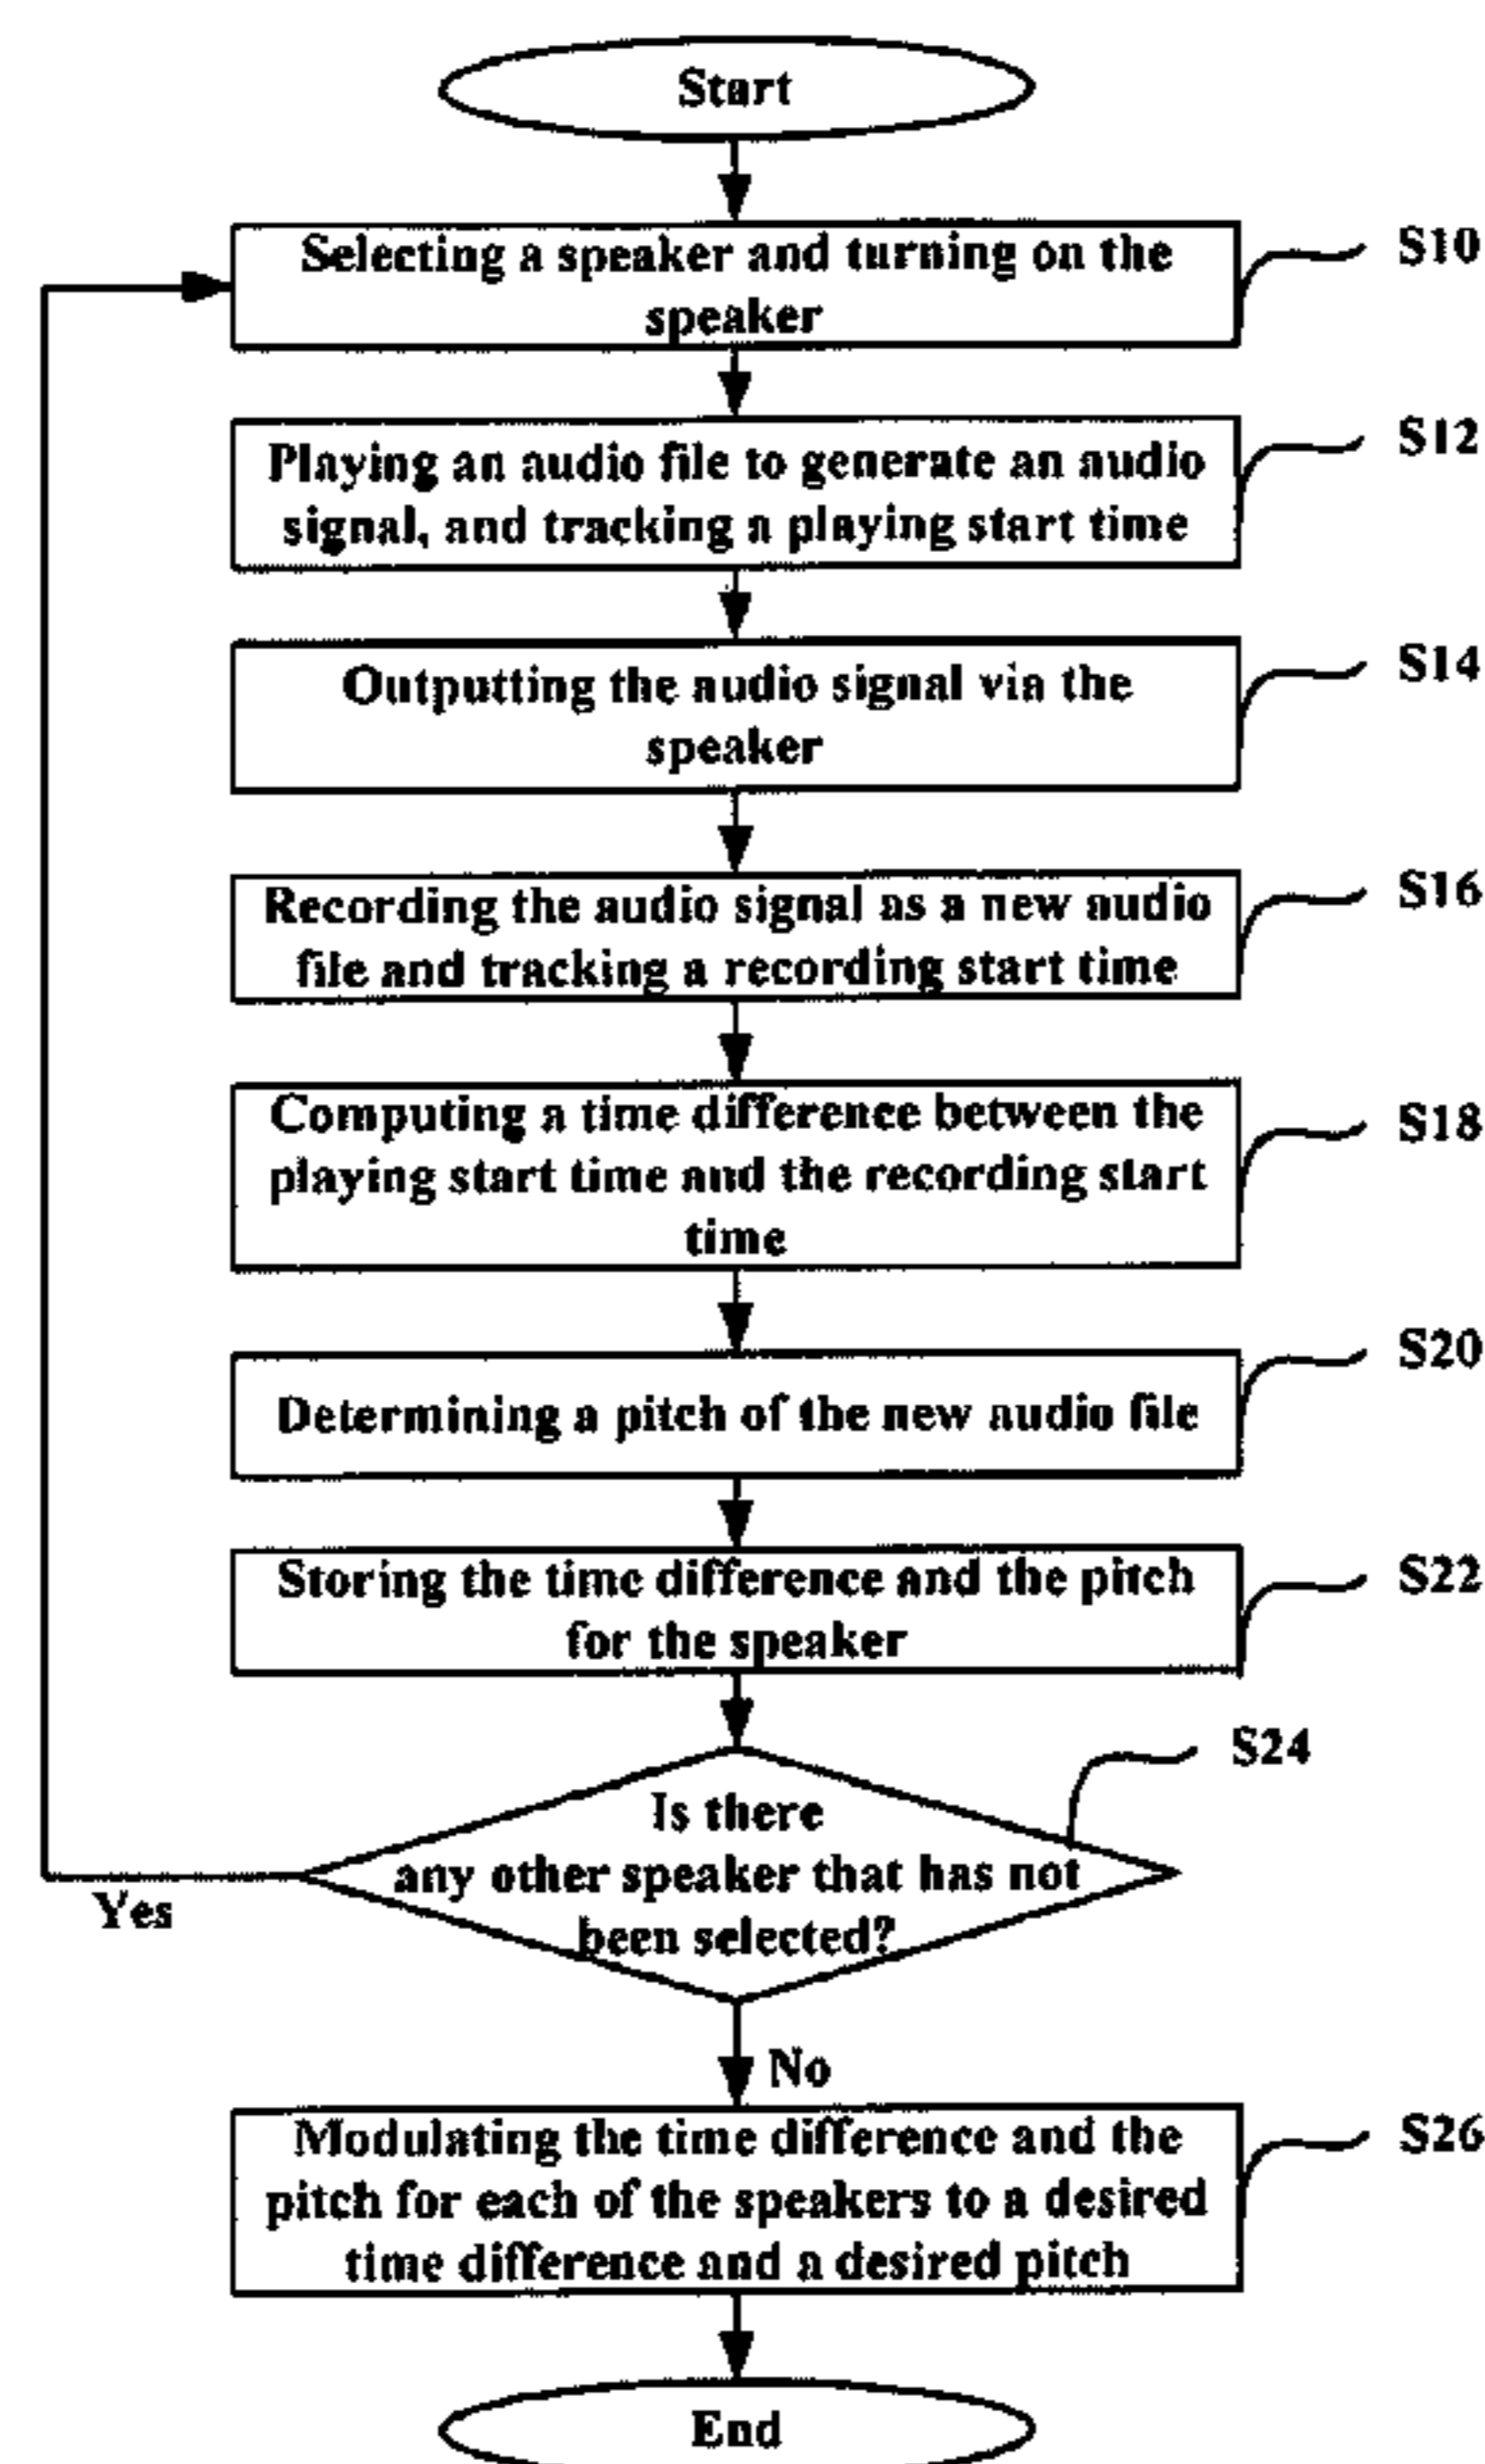 Start
Selecting a speaker and turning on the
speaker
S10
Playing an audio file to generate an audio
signal, and tracking a playing start time
S12
Outputting the audio signal via the
speaker
S14
Recording the audio signal as a new audio
file and tracking a recording start time
S16
Computing a time difference between the
playing start time and the recording start
time
S18
Determining a pitch of the new audio file
S20
Storing the time difference and the pitch
for the speaker
S22
Is there
any other speaker that has not
been selected?
S24
Yes
No
Modulating the time difference and the
pitch for each of the speakers to a desired
time difference and a desired pitch
S26
End